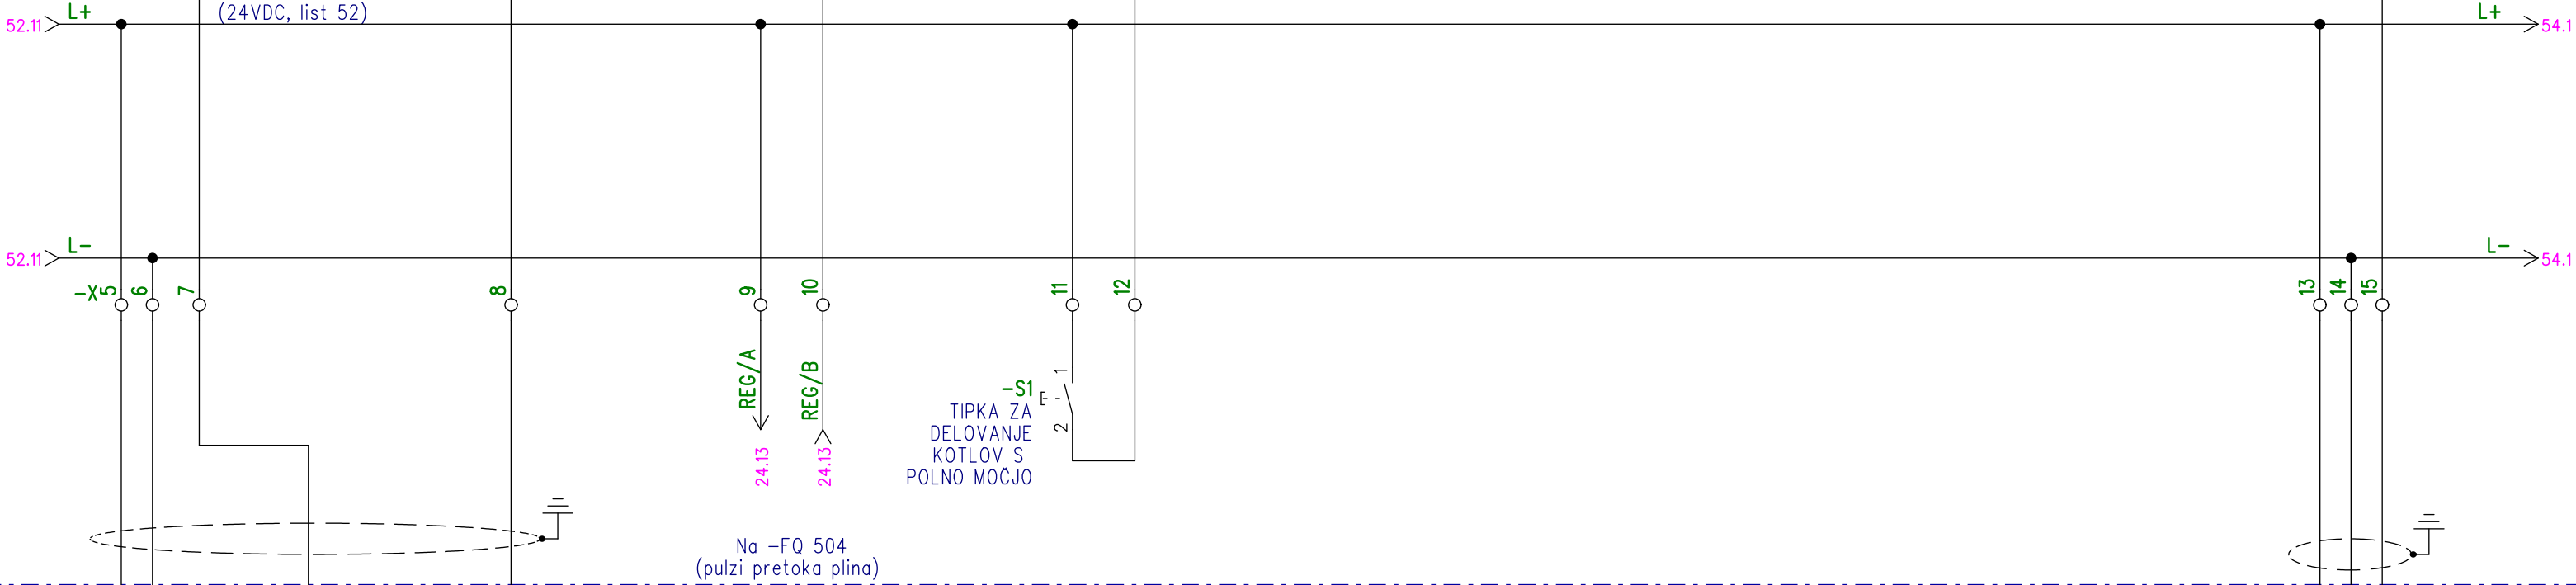 (24VDC, list 52)
L+
L+
52.11
54.1
L-
L-
52.11
54.1
-X 5 6 7 8 9 10 11 12 13 14 15
REG/A
REG/B
24.13
24.13
1
2
-S1
TIPKA ZA
DELOVANJE
KOTLOV S
POLNO MOČJO
Na -FQ 504
(pulzi pretoka plina)